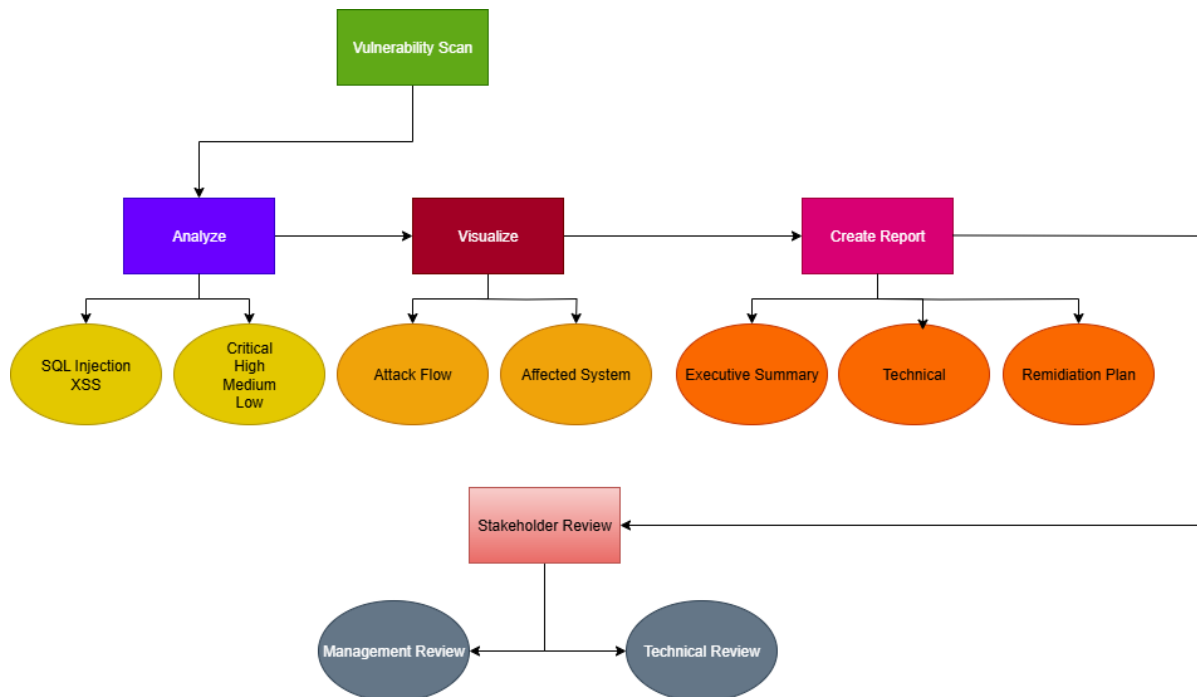 Vulnerability Scan
Analyze
Visualize
Create Report
SQL Injection
XSS
Critical
High
Medium
Low
Attack Flow
Affected System
Executive Summary
Technical
Remidiation Plan
Stakeholder Review
Management Review
Technical Review